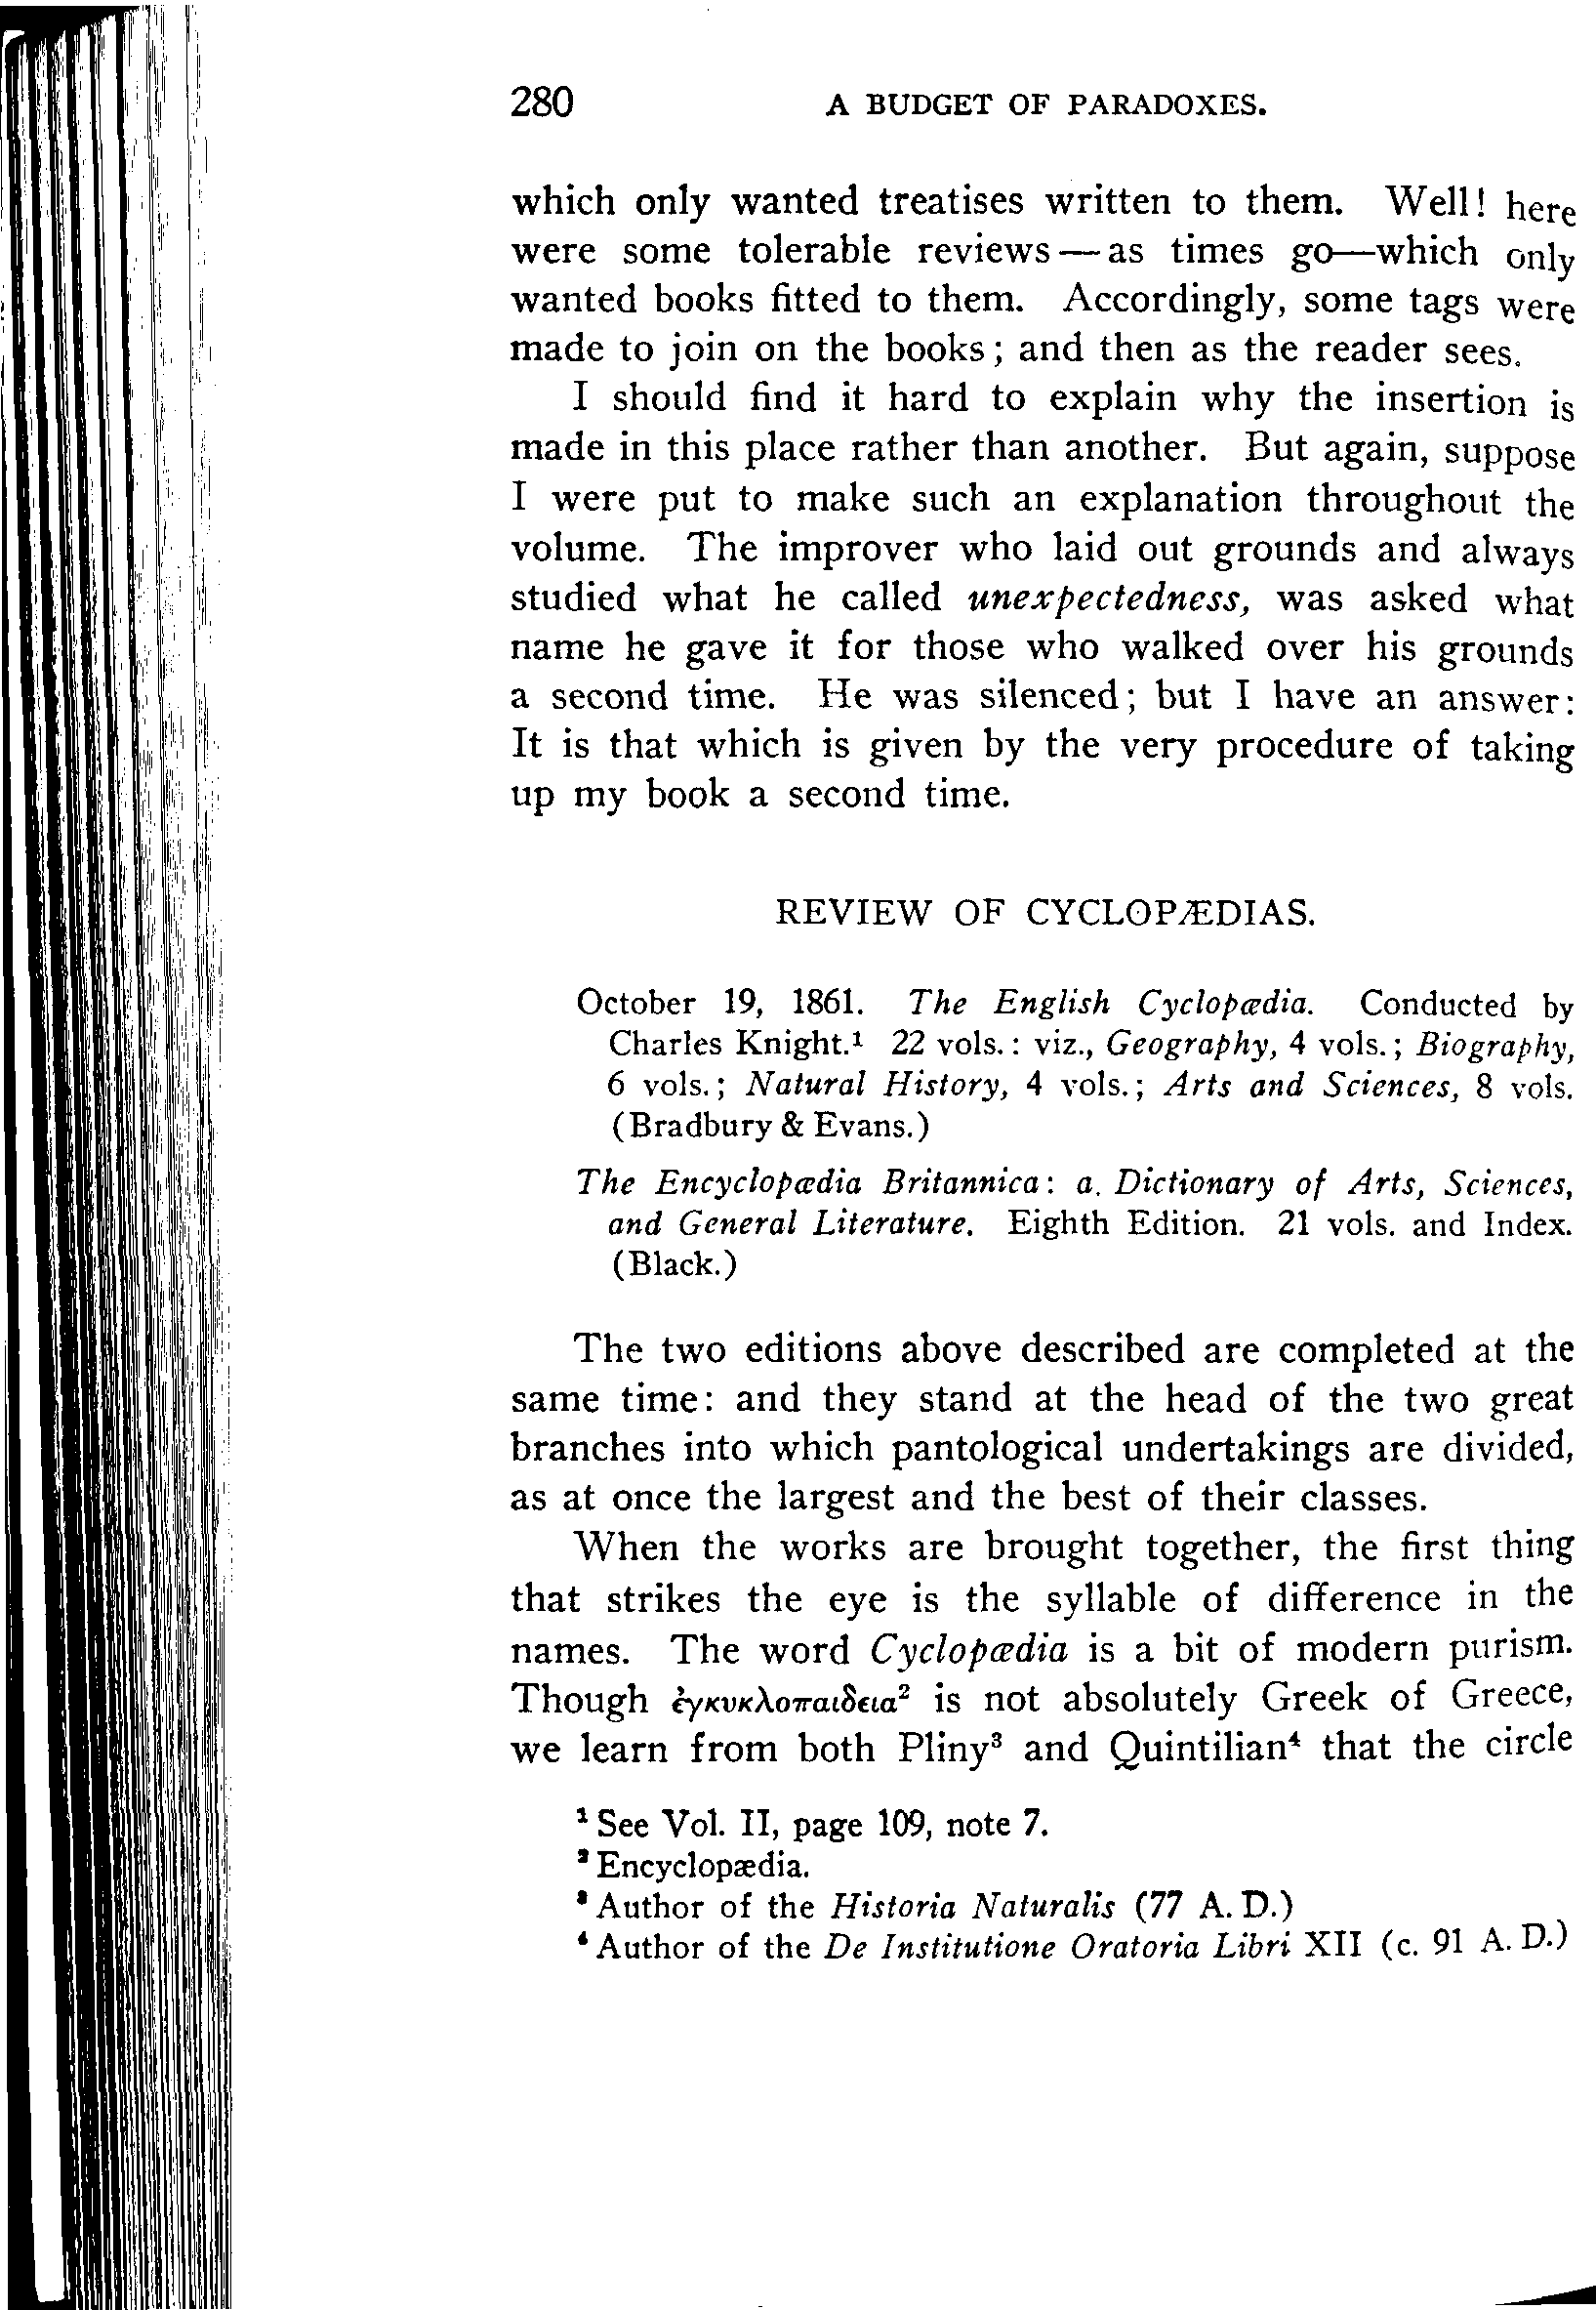 280 A BUDGET OF PARADOXES.
which only wanted treatises written to them. Well! here
were some tolerable reviews—as times go—which only
wanted books fitted to them. Accordingly, some tags were
made to join on the books; and then as the reader sees.
I should find it hard to explain why the insertion is
made in this place rather than another. But again, suppose
I were put to make such an explanation throughout the
volume. The improver who laid out grounds and always
studied what he called unexpectedness, was asked what
name he gave it for those who walked over his grounds
a second time. He was silenced; but I have an answer:
It is that which is given by the very procedure of taking
up my book a second time.
REVIEW OF CYCLOPÆDIAS.
October 19, 1861. The English Cyclopædia. Conducted by
Charles Knight.¹ 22 vols.: viz., Geography, 4 vols.; Biography,
6 vols.; Natural History, 4 vols.; Arts and Sciences, 8 vols.
(Bradbury & Evans.)
The Encyclopædia Britannica: a. Dictionary of Arts, Sciences,
and General Literature. Eighth Edition. 21 vols. and Index.
(Black.)
The two editions above described are completed at the
same time: and they stand at the head of the two great
branches into which pantological undertakings are divided,
as at once the largest and the best of their classes.
When the works are brought together, the first thing
that strikes the eye is the syllable of difference in the
names. The word Cyclopædia is a bit of modern purism.
Though ἐγκυκλοπαιδεια² is not absolutely Greek of Greece,
we learn from both Pliny³ and Quintilian⁴ that the circle
¹ See Vol. II, page 109, note 7.
² Encyclopædia.
³ Author of the Historia Naturalis (77 A. D.)
⁴ Author of the De Institutione Oratoria Libri XII (c. 91 A. D.)